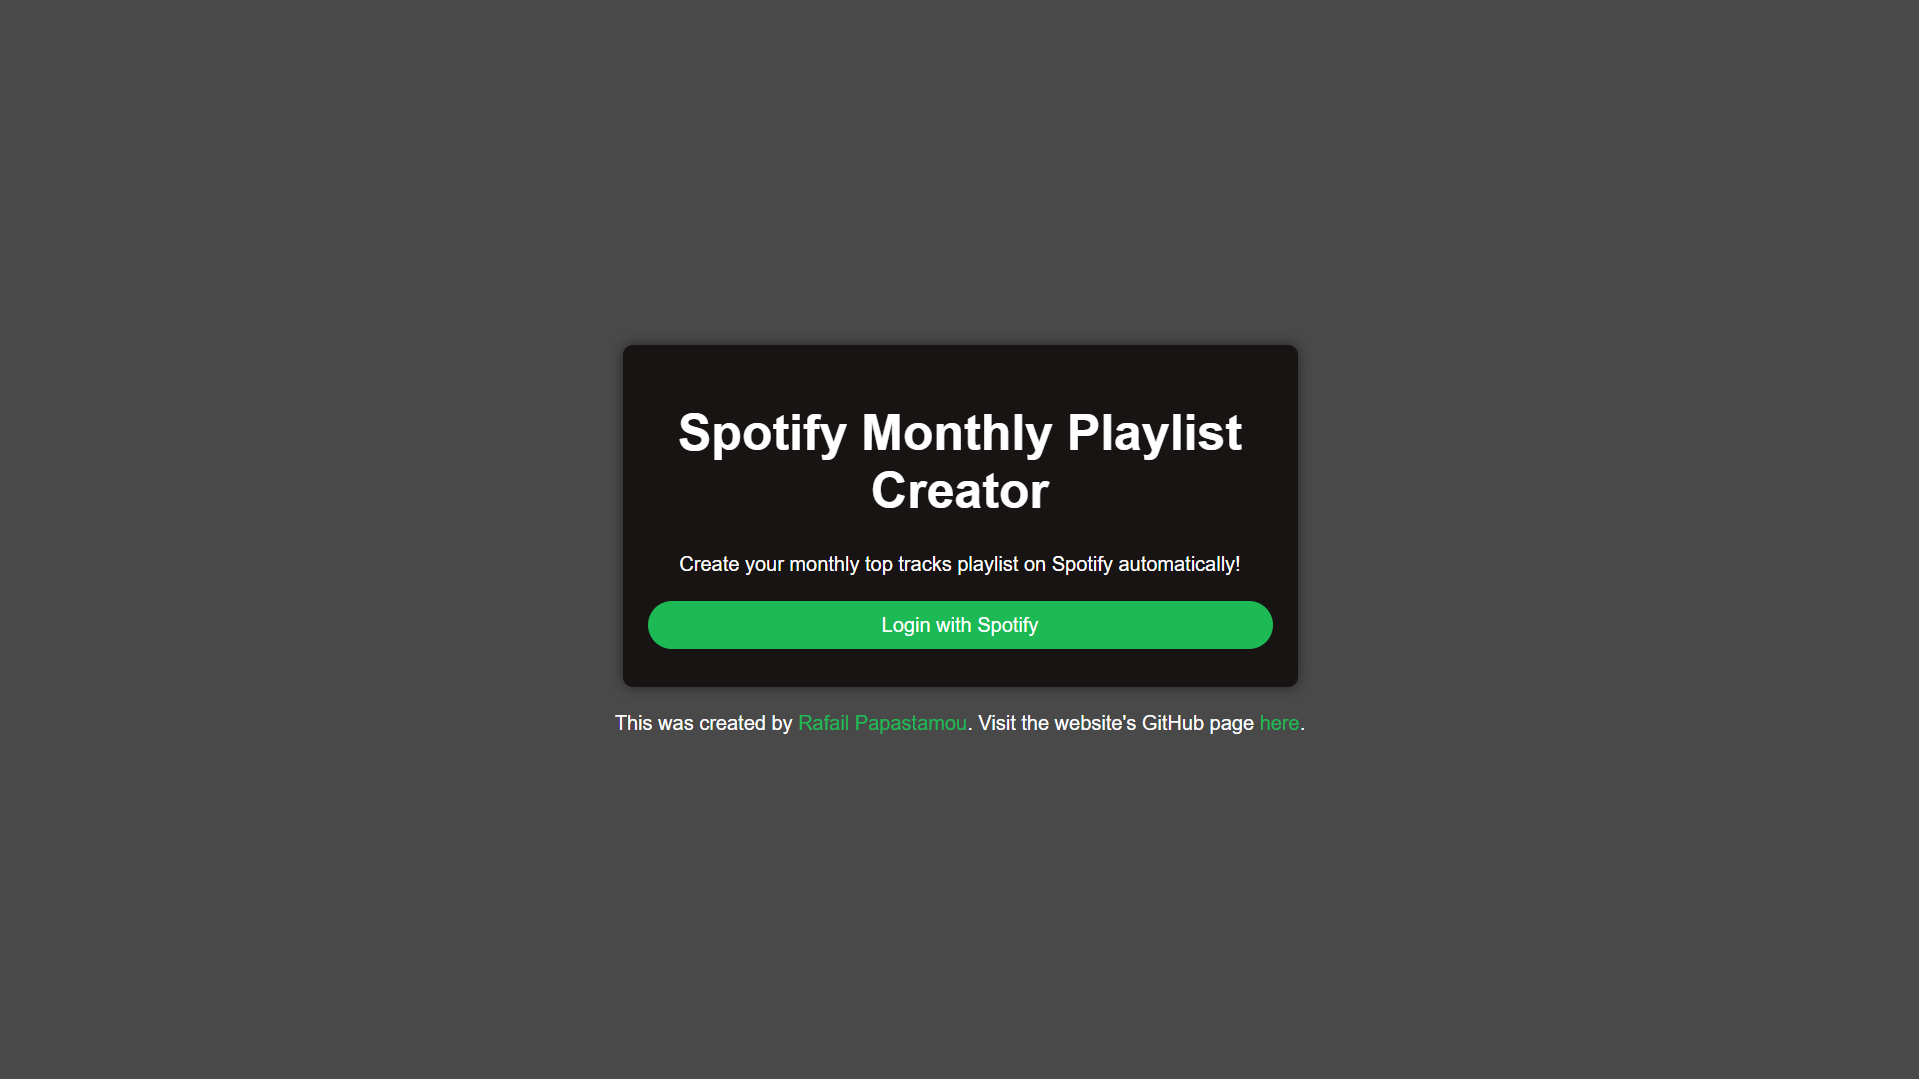 Spotify Monthly Playlist
Creator
Create your monthly top tracks playlist on Spotify automatically!
Login with Spotify
This was created by Rafail Papastamou. Visit the website's GitHub page here.